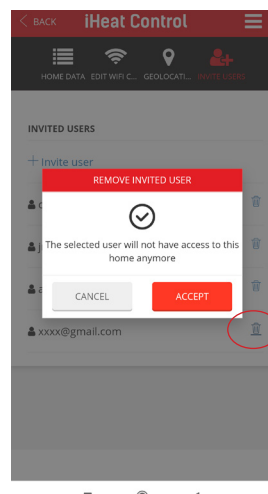 < BACK iHeat Control
HOME DATA EDIT WIFI C... GEOLOCATI... INVITE USERS
INVITED USERS
+ Invite user
REMOVE INVITED USER
The selected user will not have access to this
home anymore
CANCEL ACCEPT
xxxx@gmail.com